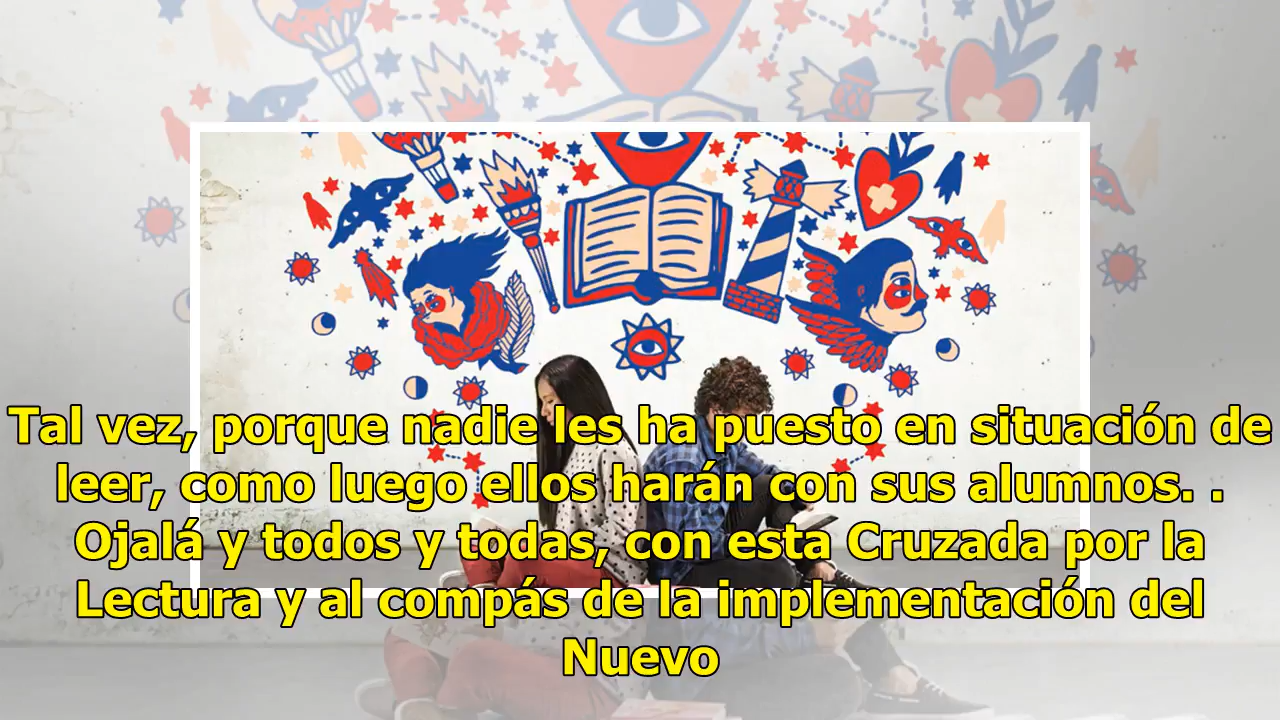 Tal vez, porque nadie les ha puesto en situación de
leer, como luego ellos harán con sus alumnos. .
Ojalá y todos y todas, con esta Cruzada por la
Lectura y al compás de la implementación del
Nuevo